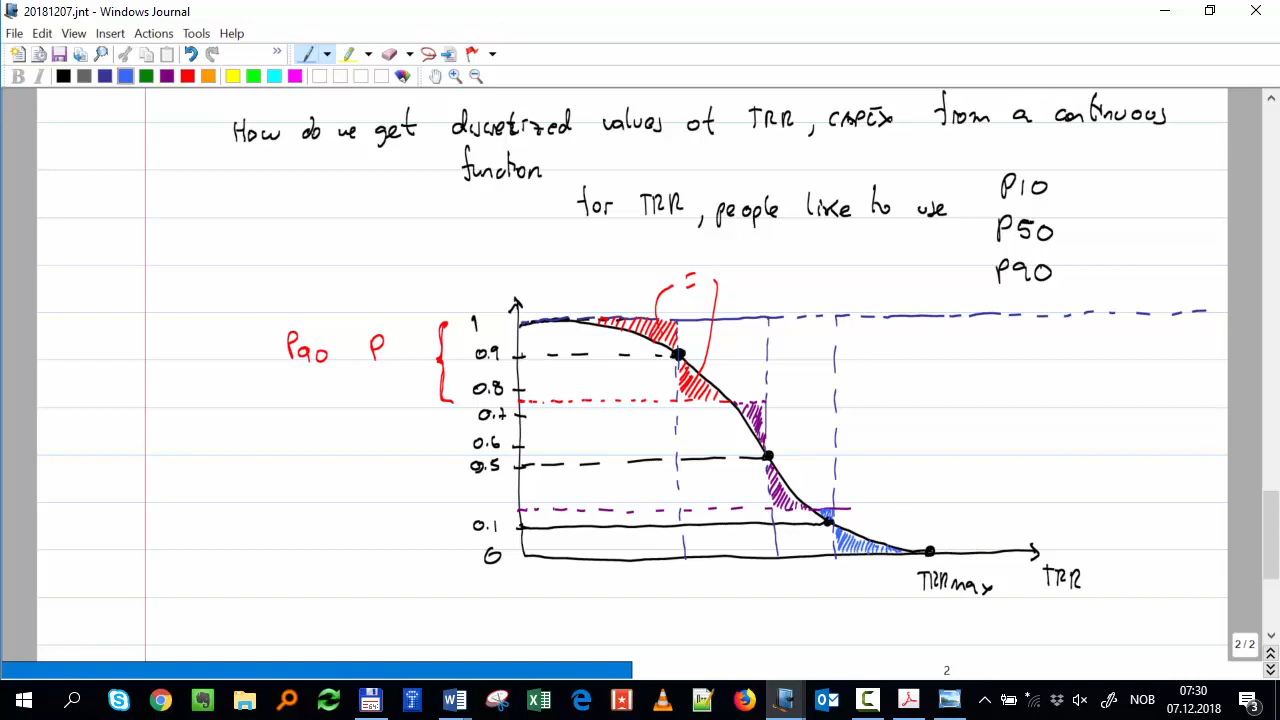 20181207.jnt - Windows Journal
File Edit View Insert Actions Tools Help
B I
How do we get discretized values of TRR, CAPEX from a continuous
function
for TRR, people like to use P10
P50
P90
=
1
P90 P
0.9
0.8
0.7
0.6
0.5
0.1
0
TRRmax
TRR
2 / 2
2
NOB
07:30
07.12.2018
3